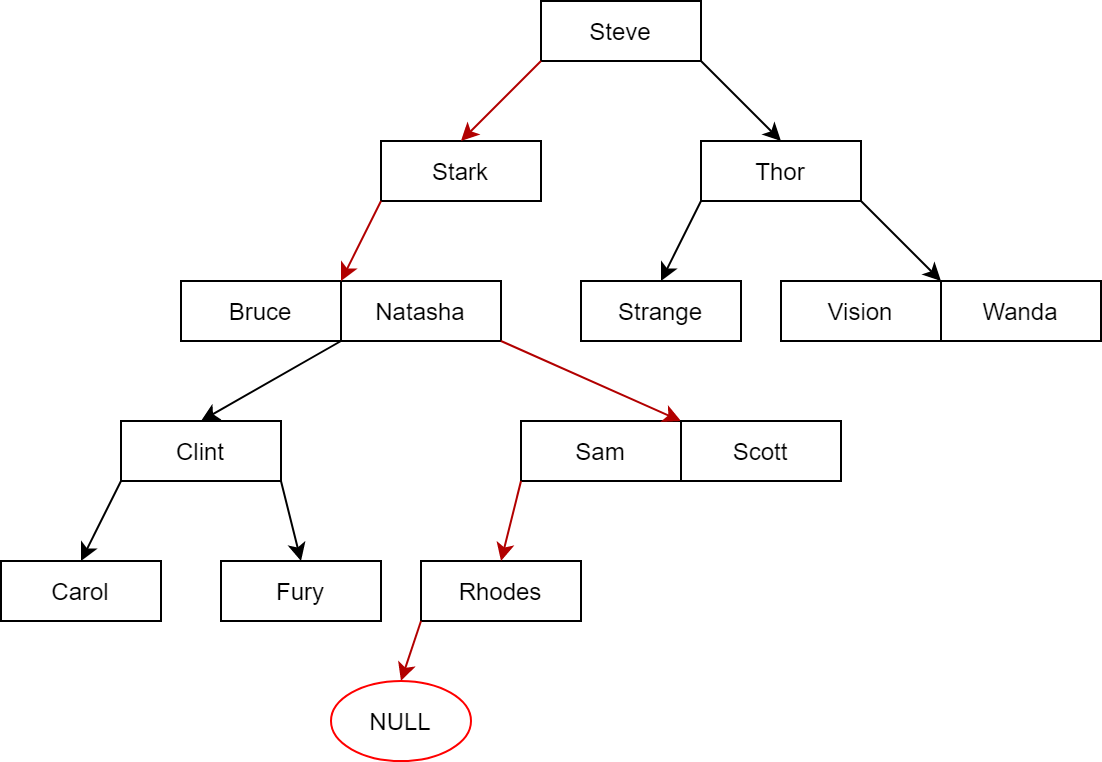 Steve
Stark
Thor
Bruce
Natasha
Strange
Vision
Wanda
Clint
Sam
Scott
Carol
Fury
Rhodes
NULL